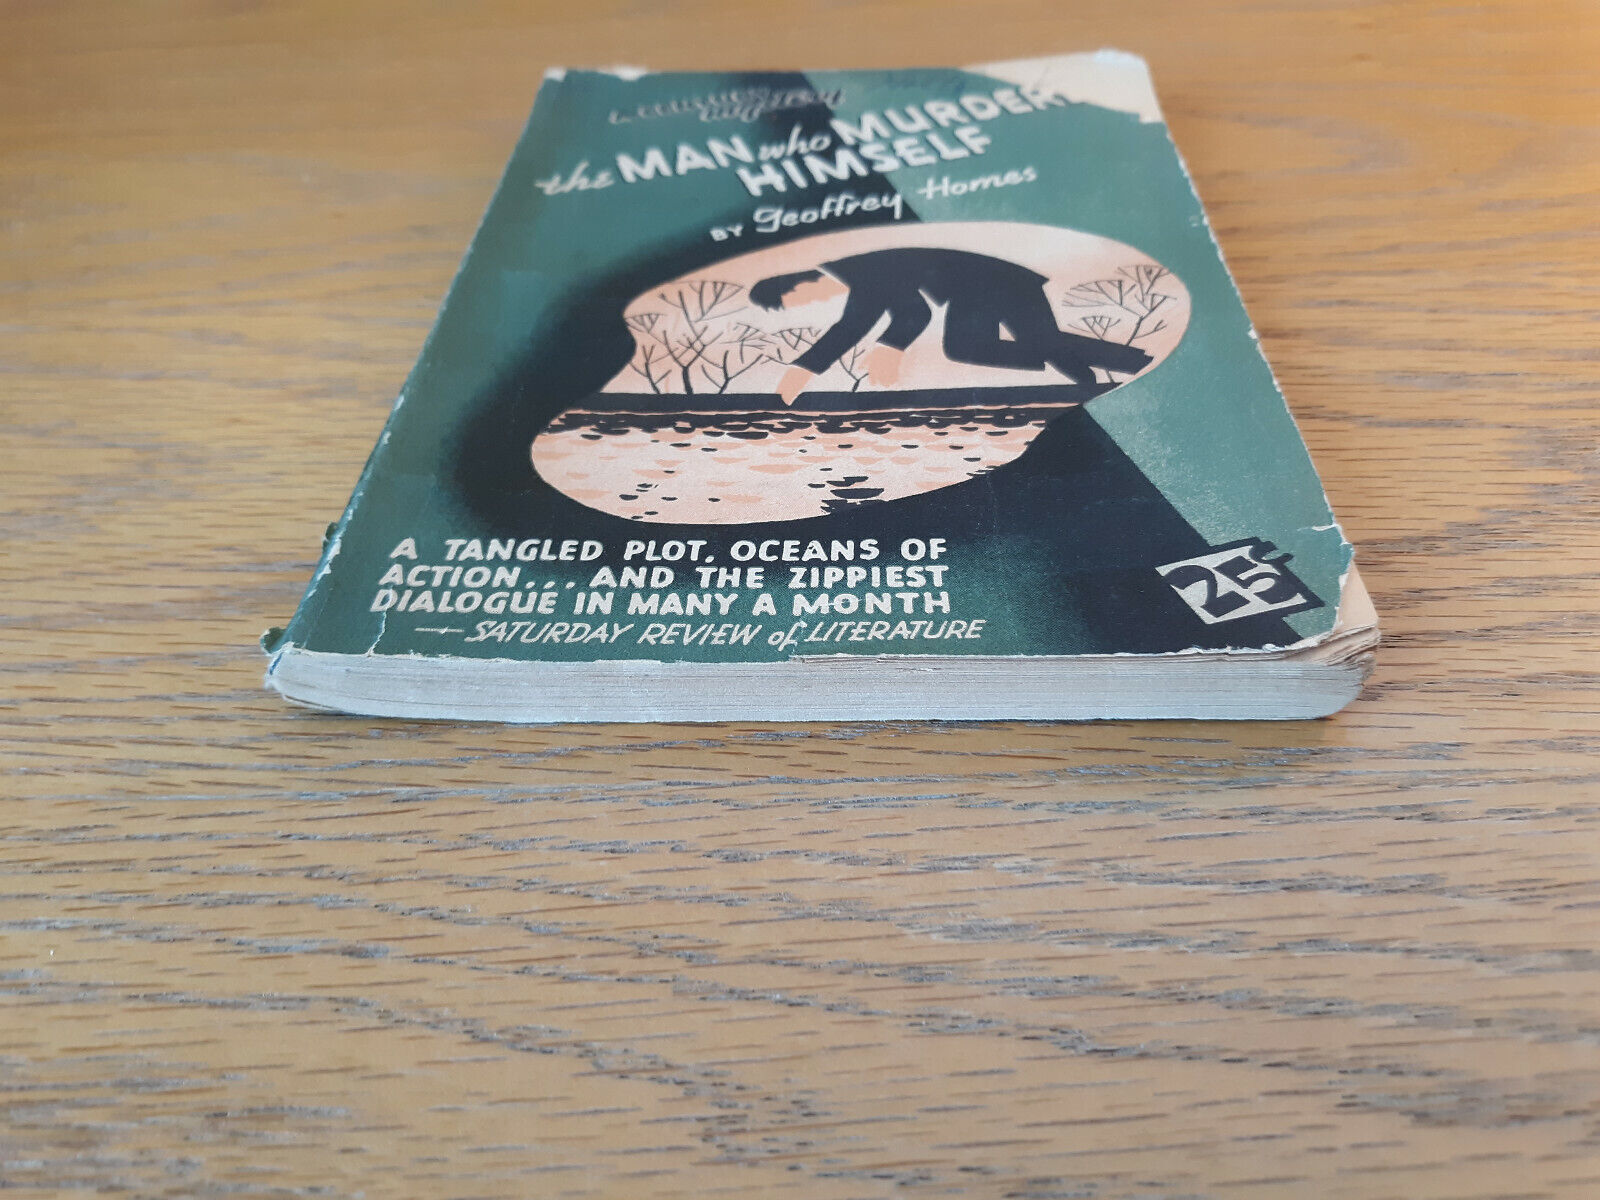 the MAN who MURDER
HIMSELF
BY Geoffrey Homes
A TANGLED PLOT, OCEANS OF
ACTION... AND THE ZIPPIEST
DIALOGUE IN MANY A MONTH
— SATURDAY REVIEW of LITERATURE
25¢